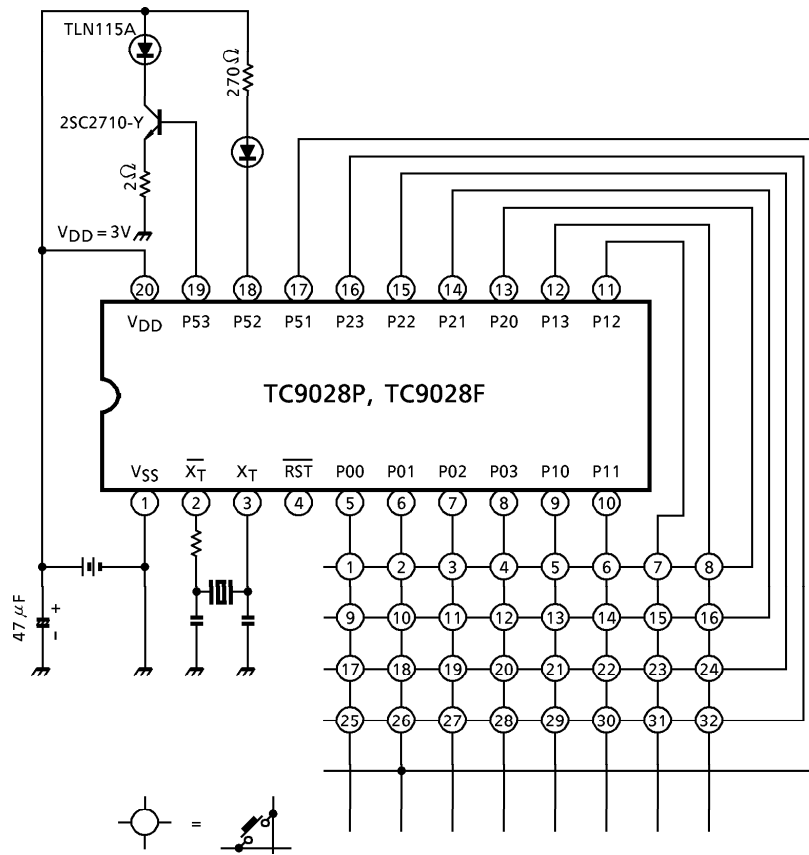 TLN115A
270Ω
2SC2710-Y
2Ω
VDD = 3V
20 19 18 17 16 15 14 13 12 11
VDD P53 P52 P51 P23 P22 P21 P20 P13 P12
TC9028P, TC9028F
VSS X̅T XT R̅S̅T̅ P00 P01 P02 P03 P10 P11
1 2 3 4 5 6 7 8 9 10
1 2 3 4 5 6 7 8
47μF
+
−
9 10 11 12 13 14 15 16
17 18 19 20 21 22 23 24
25 26 27 28 29 30 31 32
=